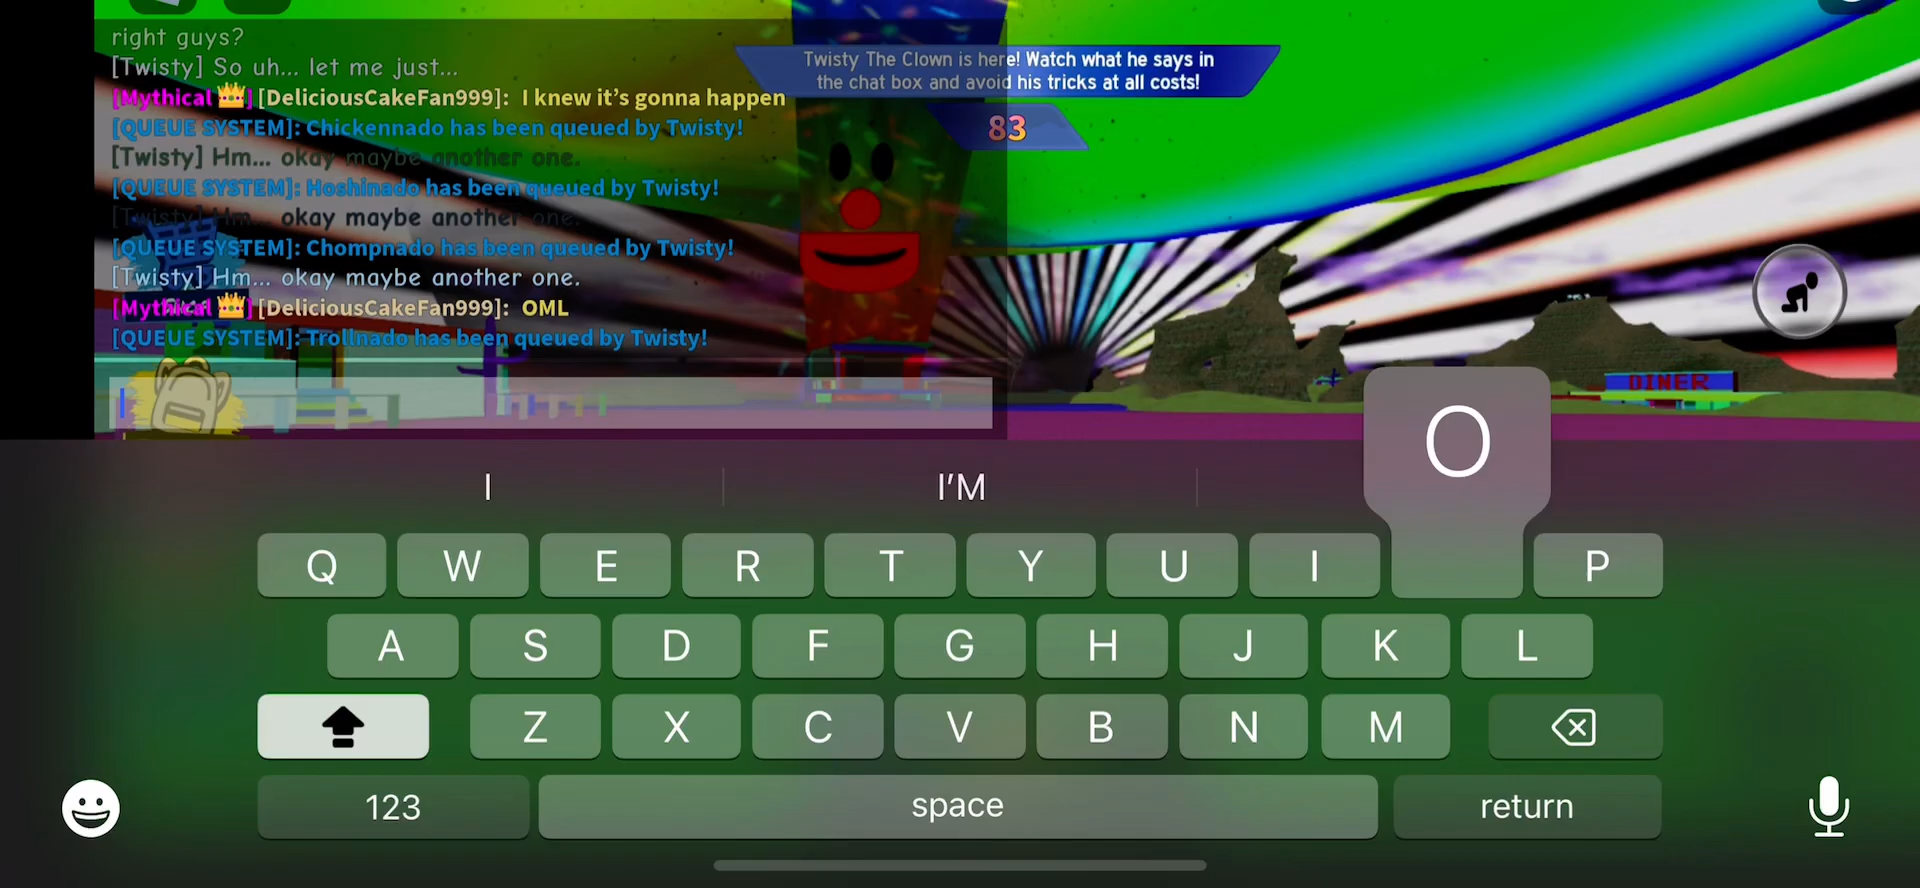 right guys?
[Twisty] So uh... let me just...
[Mythical 👑] [DeliciousCakeFan999]: I knew it's gonna happen
[QUEUE SYSTEM]: Chickennado has been queued by Twisty!
[Twisty] Hm... okay maybe another one.
[QUEUE SYSTEM]: Hoshinado has been queued by Twisty!
[Twisty] Hm... okay maybe another one.
[QUEUE SYSTEM]: Chompnado has been queued by Twisty!
[Twisty] Hm... okay maybe another one.
[Mythical 👑] [DeliciousCakeFan999]: OML
[QUEUE SYSTEM]: Trollnado has been queued by Twisty!
Twisty The Clown is here! Watch what he says in
the chat box and avoid his tricks at all costs!
83
DINER
I I'M
O
Q W E R T Y U I P
A S D F G H J K L
Z X C V B N M
123 space return